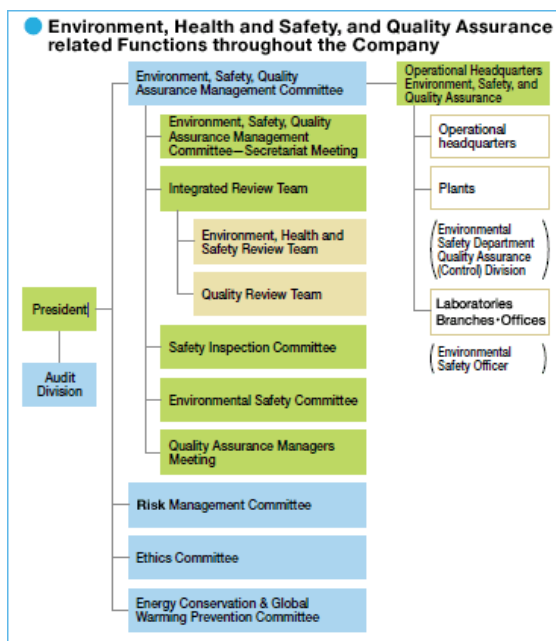 Environment, Health and Safety, and Quality Assurance
related Functions throughout the Company
Environment, Safety, Quality
Assurance Management Committee
Operational Headquarters
Environment, Safety, and
Quality Assurance
Environment, Safety, Quality
Assurance Management
Committee—Secretariat Meeting
Operational
headquarters
Integrated Review Team
Plants
Environment, Health and
Safety Review Team
(Environmental
Safety Department
Quality Assurance
(Control) Division)
Quality Review Team
President
Laboratories
Branches・Offices
Safety Inspection Committee
(Environmental
Safety Officer)
Audit
Division
Environmental Safety Committee
Quality Assurance Managers
Meeting
Risk Management Committee
Ethics Committee
Energy Conservation & Global
Warming Prevention Committee